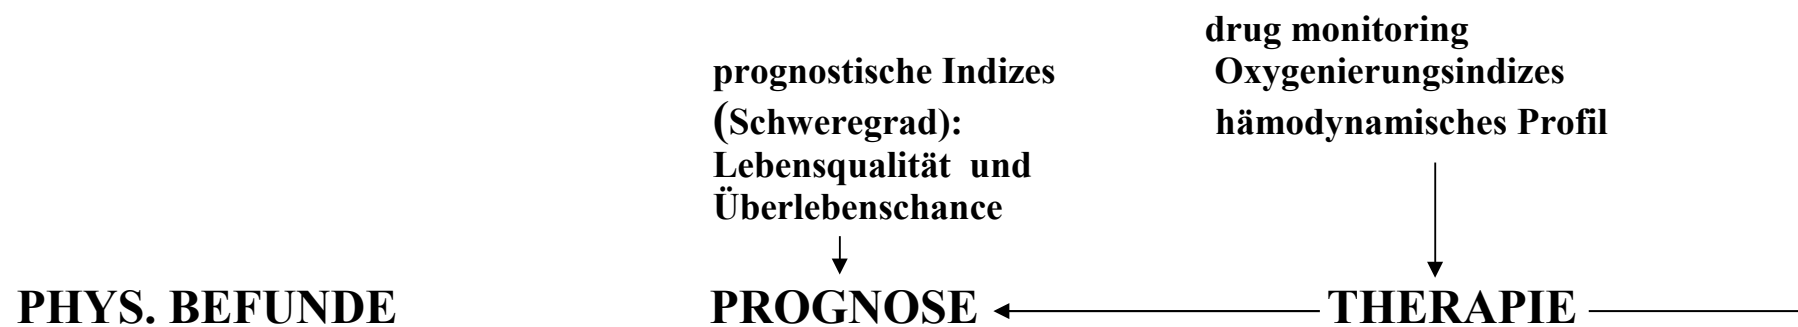 drug monitoring
prognostische Indizes
Oxygenierungsindizes
(Schweregrad):
hämodynamisches Profil
Lebensqualität und
Überlebenschance
PHYS. BEFUNDE
PROGNOSE
THERAPIE